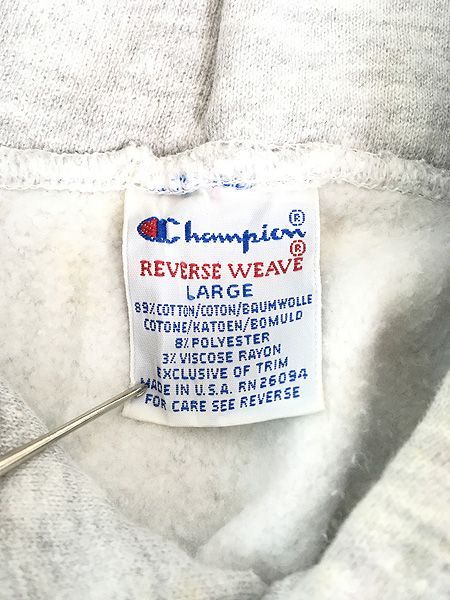 Champion®
REVERSE WEAVE®
LARGE
89% COTTON/COTON/BAUMWOLLE
COTONE/KATOEN/BOMULD
8% POLYESTER
3% VISCOSE RAYON
EXCLUSIVE OF TRIM
MADE IN U.S.A. RN 26094
FOR CARE SEE REVERSE